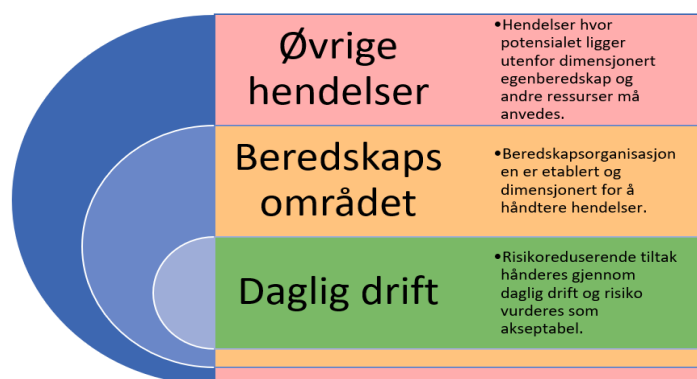 Øvrige
hendelser
•Hendelser hvor
potensialet ligger
utenfor dimensjonert
egenberedskap og
andre ressurser må
anvedes.
Beredskaps
området
•Beredskapsorganisasjon
en er etablert og
dimensjonert for å
håndtere hendelser.
Daglig drift
•Risikoreduserende tiltak
hånderes gjennom
daglig drift og risiko
vurderes som
akseptabel.